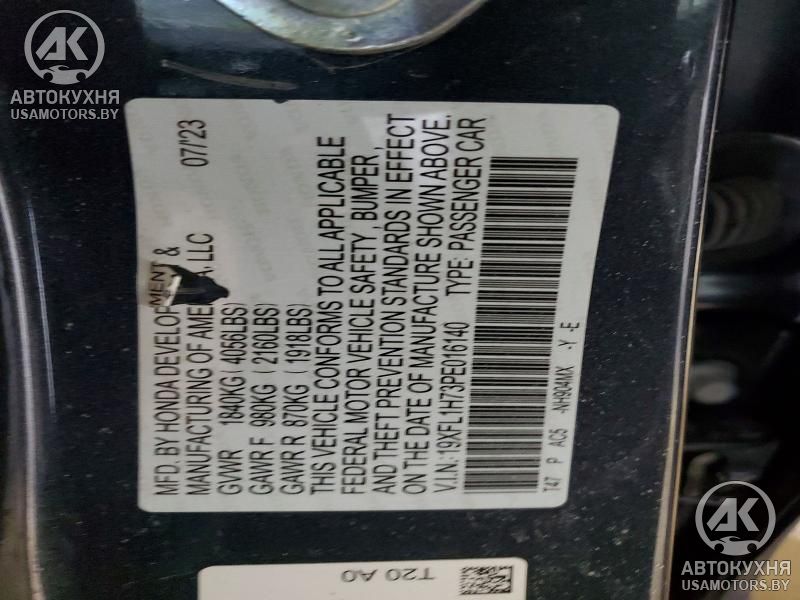 АК
АВТОКУХНЯ
USAMOTORS.BY
MFD. BY HONDA DEVELOPMENT &
MANUFACTURING OF AMERICA, LLC 07/'23
GVWR 1840KG ( 4066LBS)
GAWR F 980KG ( 2160LBS)
GAWR R 870KG ( 1918LBS)
THIS VEHICLE CONFORMS TO ALL APPLICABLE
FEDERAL MOTOR VEHICLE SAFETY, BUMPER,
AND THEFT PREVENTION STANDARDS IN EFFECT
ON THE DATE OF MANUFACTURE SHOWN ABOVE.
V.I.N: 19XFL1H73PE016140 TYPE: PASSENGER CAR
T47 P AC5 -NH904MX -Y -E
T20 A0
АК
АВТОКУХНЯ
USAMOTORS.BY